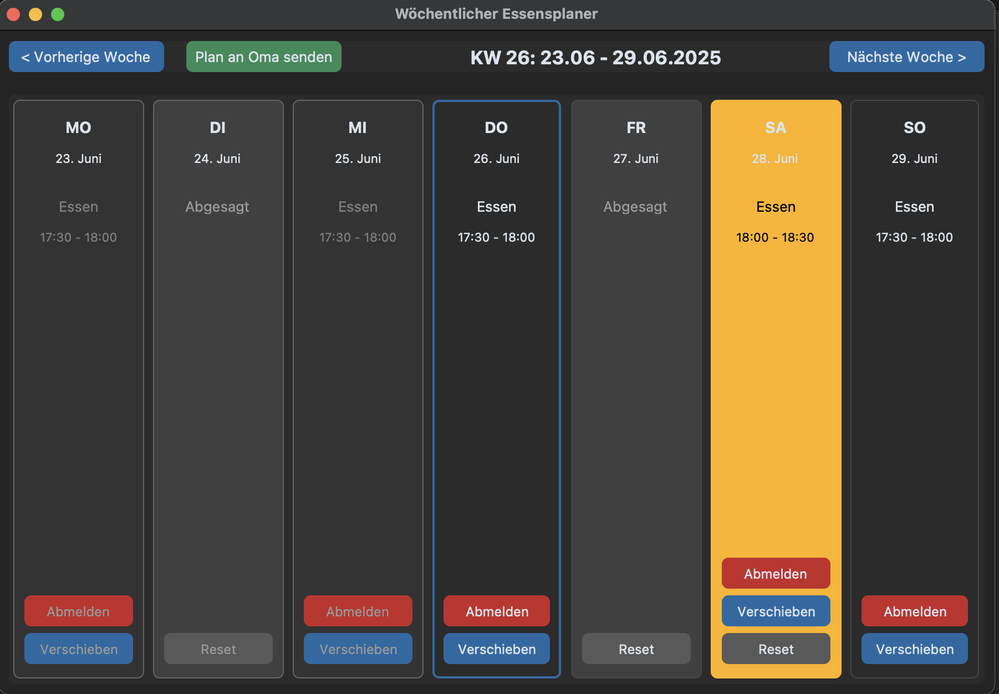 Wöchentlicher Essensplaner
< Vorherige Woche
Plan an Oma senden
KW 26: 23.06 - 29.06.2025
Nächste Woche >
MO
23. Juni
Essen
17:30 - 18:00
Abmelden
Verschieben
DI
24. Juni
Abgesagt
Reset
MI
25. Juni
Essen
17:30 - 18:00
Abmelden
Verschieben
DO
26. Juni
Essen
17:30 - 18:00
Abmelden
Verschieben
FR
27. Juni
Abgesagt
Reset
SA
28. Juni
Essen
18:00 - 18:30
Abmelden
Verschieben
Reset
SO
29. Juni
Essen
17:30 - 18:00
Abmelden
Verschieben